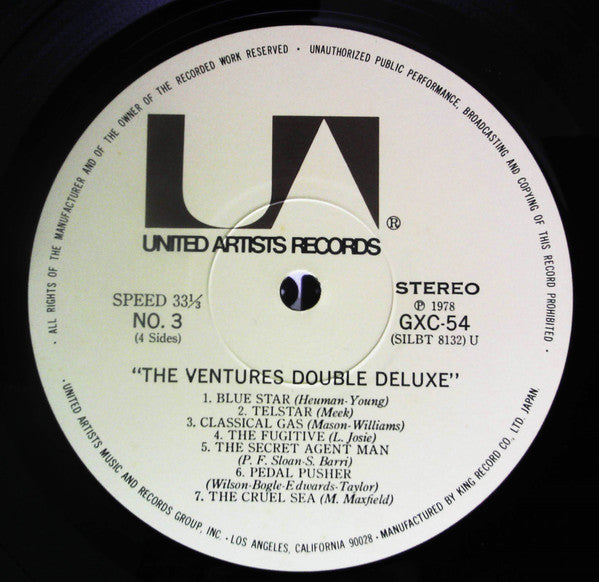 · ALL RIGHTS OF THE MANUFACTURER AND OF THE OWNER OF THE RECORDED WORK RESERVED · UNAUTHORIZED PUBLIC PERFORMANCE, BROADCASTING AND COPYING OF THIS RECORD PROHIBITED ·
UA®
UNITED ARTISTS RECORDS
SPEED 33⅓
NO. 3
(4 Sides)
STEREO
Ⓟ 1978
GXC-54
(SILBT 8132) U
"THE VENTURES DOUBLE DELUXE"
1. BLUE STAR (Heuman-Young)
2. TELSTAR (Meek)
3. CLASSICAL GAS (Mason-Williams)
4. THE FUGITIVE (L. Josie)
5. THE SECRET AGENT MAN
(P. F. Sloan-S. Barri)
6. PEDAL PUSHER
(Wilson-Bogle-Edwards-Taylor)
7. THE CRUEL SEA (M. Maxfield)
· UNITED ARTISTS MUSIC AND RECORDS GROUP, INC. · LOS ANGELES, CALIFORNIA 90028 · MANUFACTURED BY KING RECORD CO., LTD. JAPAN.